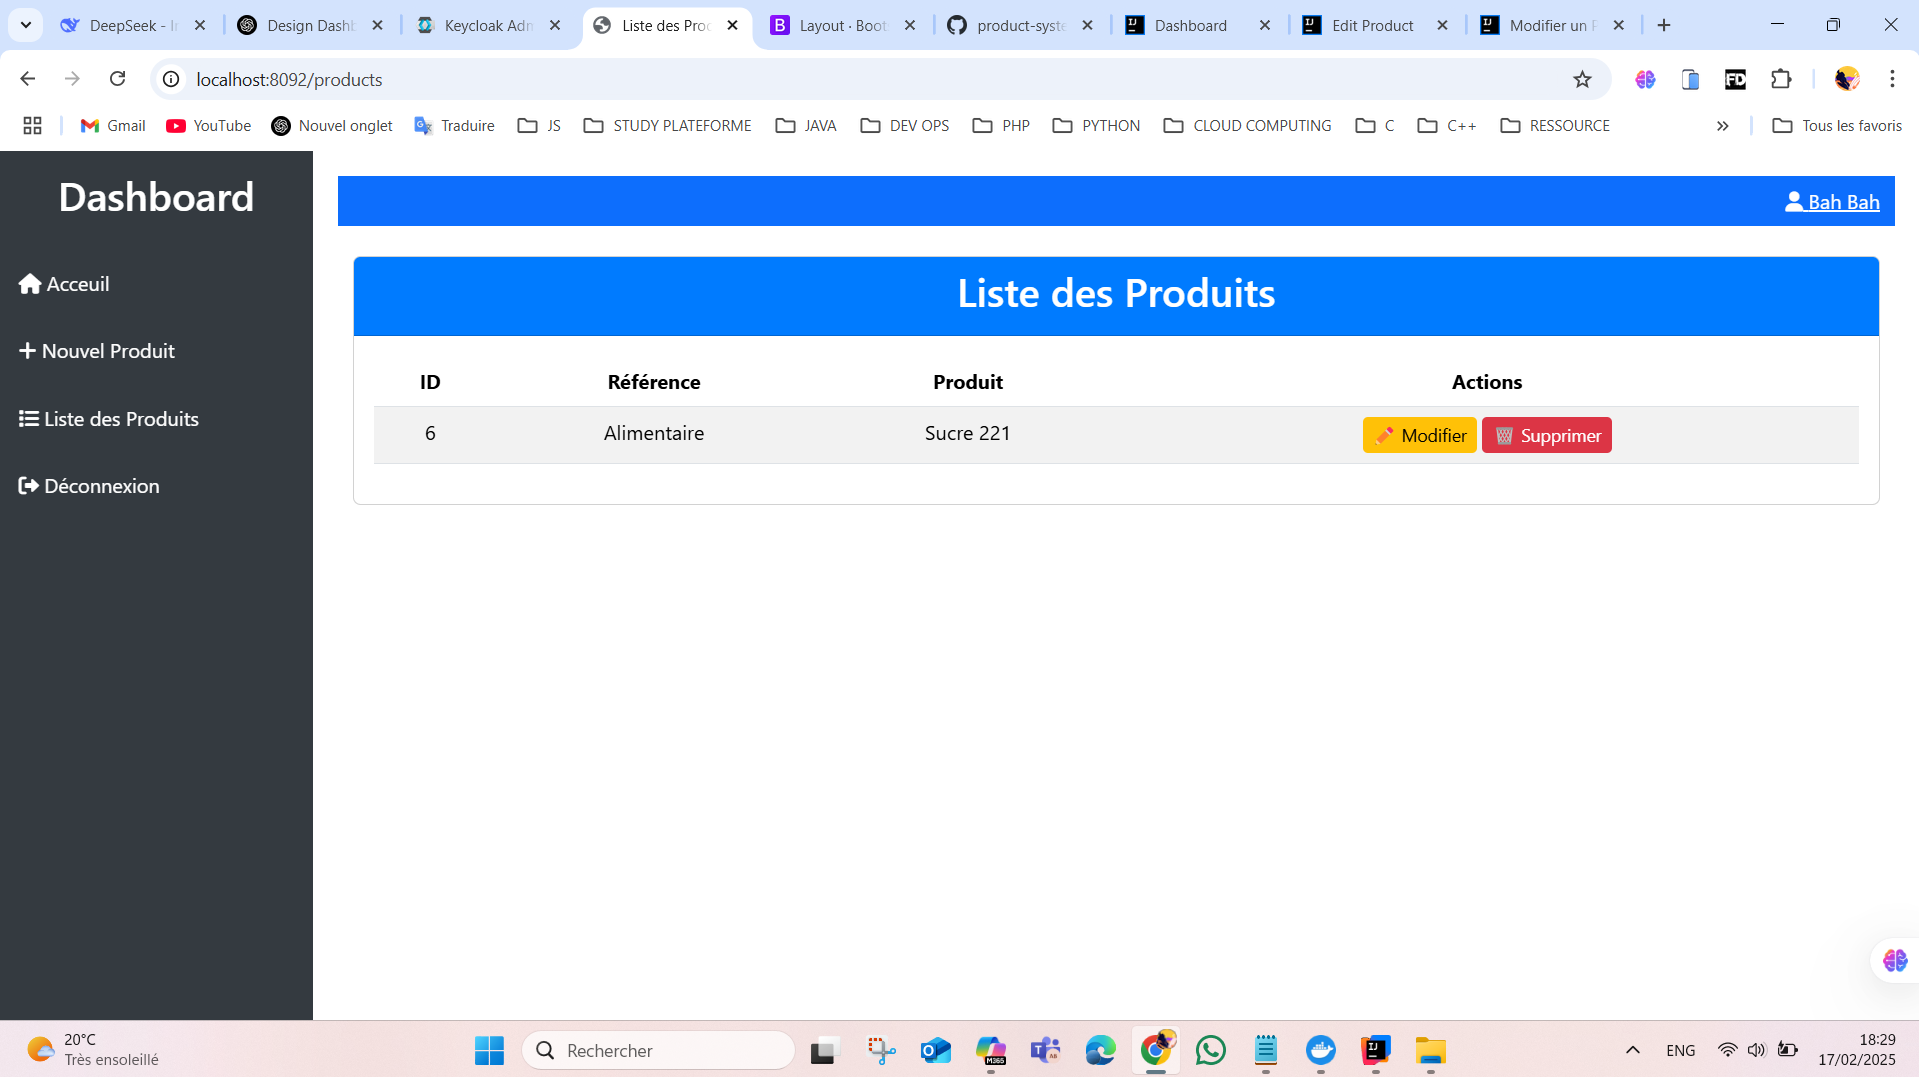 DeepSeek - In
Design Dashb
Keycloak Adm
Liste des Proc
Layout · Boot
product-syste
Dashboard
Edit Product
Modifier un P
localhost:8092/products
FD
Gmail
YouTube
Nouvel onglet
Traduire
JS
STUDY PLATEFORME
JAVA
DEV OPS
PHP
PYTHON
CLOUD COMPUTING
C
C++
RESSOURCE
»
Tous les favoris
Dashboard
Bah Bah
Acceuil
Nouvel Produit
Liste des Produits
Déconnexion
Liste des Produits
ID Référence Produit Actions
6 Alimentaire Sucre 221 Modifier Supprimer
20°C
Très ensoleillé
Rechercher
ENG
18:29
17/02/2025